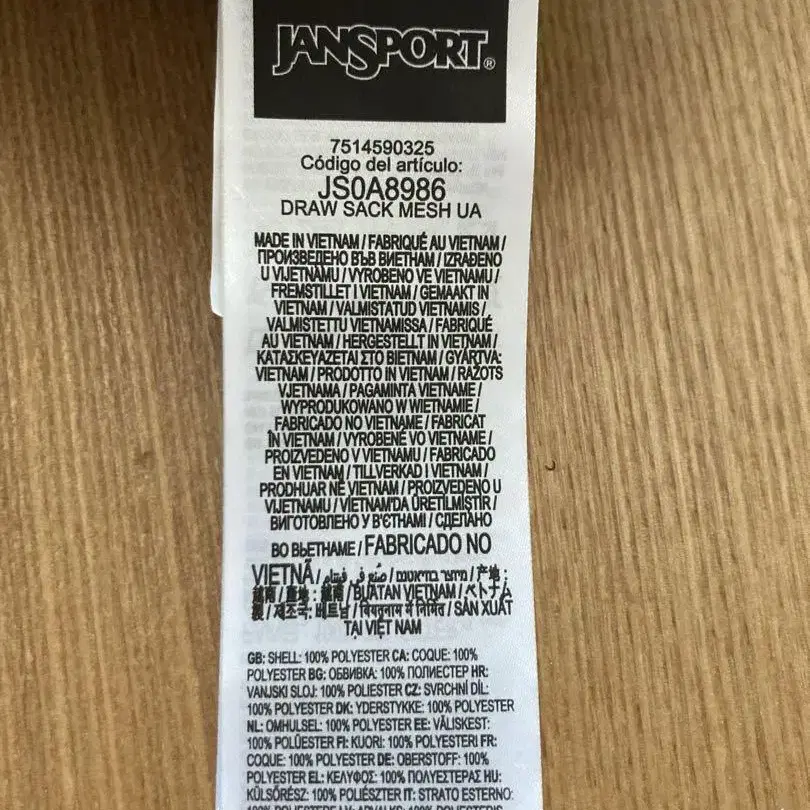 JANSPORT®
7514590325
Código del artículo:
JS0A8986
DRAW SACK MESH UA
MADE IN VIETNAM / FABRIQUÉ AU VIETNAM /
ПРОИЗВЕДЕНО ВЪВ ВИЕТНАМ / IZRAĐENO
U VIJETNAMU / VYROBENO VE VIETNAMU /
FREMSTILLET I VIETNAM / GEMAAKT IN
VIETNAM / VALMISTATUD VIETNAMIS /
VALMISTETTU VIETNAMISSA / FABRIQUÉ
AU VIETNAM / HERGESTELLT IN VIETNAM /
ΚΑΤΑΣΚΕΥΑΖΕΤΑΙ ΣΤΟ ΒΙΕΤΝΑΜ / GYÁRTVA:
VIETNAM / PRODOTTO IN VIETNAM / RAŽOTS
VJETNAMA / PAGAMINTA VIETNAME /
WYPRODUKOWANO W WIETNAMIE /
FABRICADO NO VIETNAME / FABRICAT
ÎN VIETNAM / VYROBENÉ VO VIETNAME /
PROIZVEDENO V VIETNAMU / FABRICADO
EN VIETNAM / TILLVERKAD I VIETNAM /
PRODHUAR NË VIETNAM / PROIZVEDENO U
VIJETNAMU / VIETNAM'DA ÜRETİLMİŞTİR /
ВИГОТОВЛЕНО У В'ЄТНАМІ / СДЕЛАНО
ВО ВЬЕТНАМЕ / FABRICADO NO
VIETNÃ / صُنع في فيتنام / מיוצר בווייטנאם / 产地:
越南 / 產地: 越南 / BUATAN VIETNAM / ベトナム
製 / 제조국: 베트남 / वियतनाम में निर्मित / SẢN XUẤT
TẠI VIỆT NAM
GB: SHELL: 100% POLYESTER CA: COQUE: 100%
POLYESTER BG: ОБВИВКА: 100% ПОЛИЕСТЕР HR:
VANJSKI SLOJ: 100% POLIESTER CZ: SVRCHNÍ DÍL:
100% POLYESTER DK: YDERSTYKKE: 100% POLYESTER
NL: OMHULSEL: 100% POLYESTER EE: VÄLISKEST:
100% POLÜESTER FI: KUORI: 100% POLYESTERI FR:
COQUE: 100% POLYESTER DE: OBERSTOFF: 100%
POLYESTER EL: ΚΕΛΥΦΟΣ: 100% ΠΟΛΥΕΣΤΕΡΑΣ HU:
KÜLSŐRÉSZ: 100% POLIÉSZTER IT: STRATO ESTERNO: